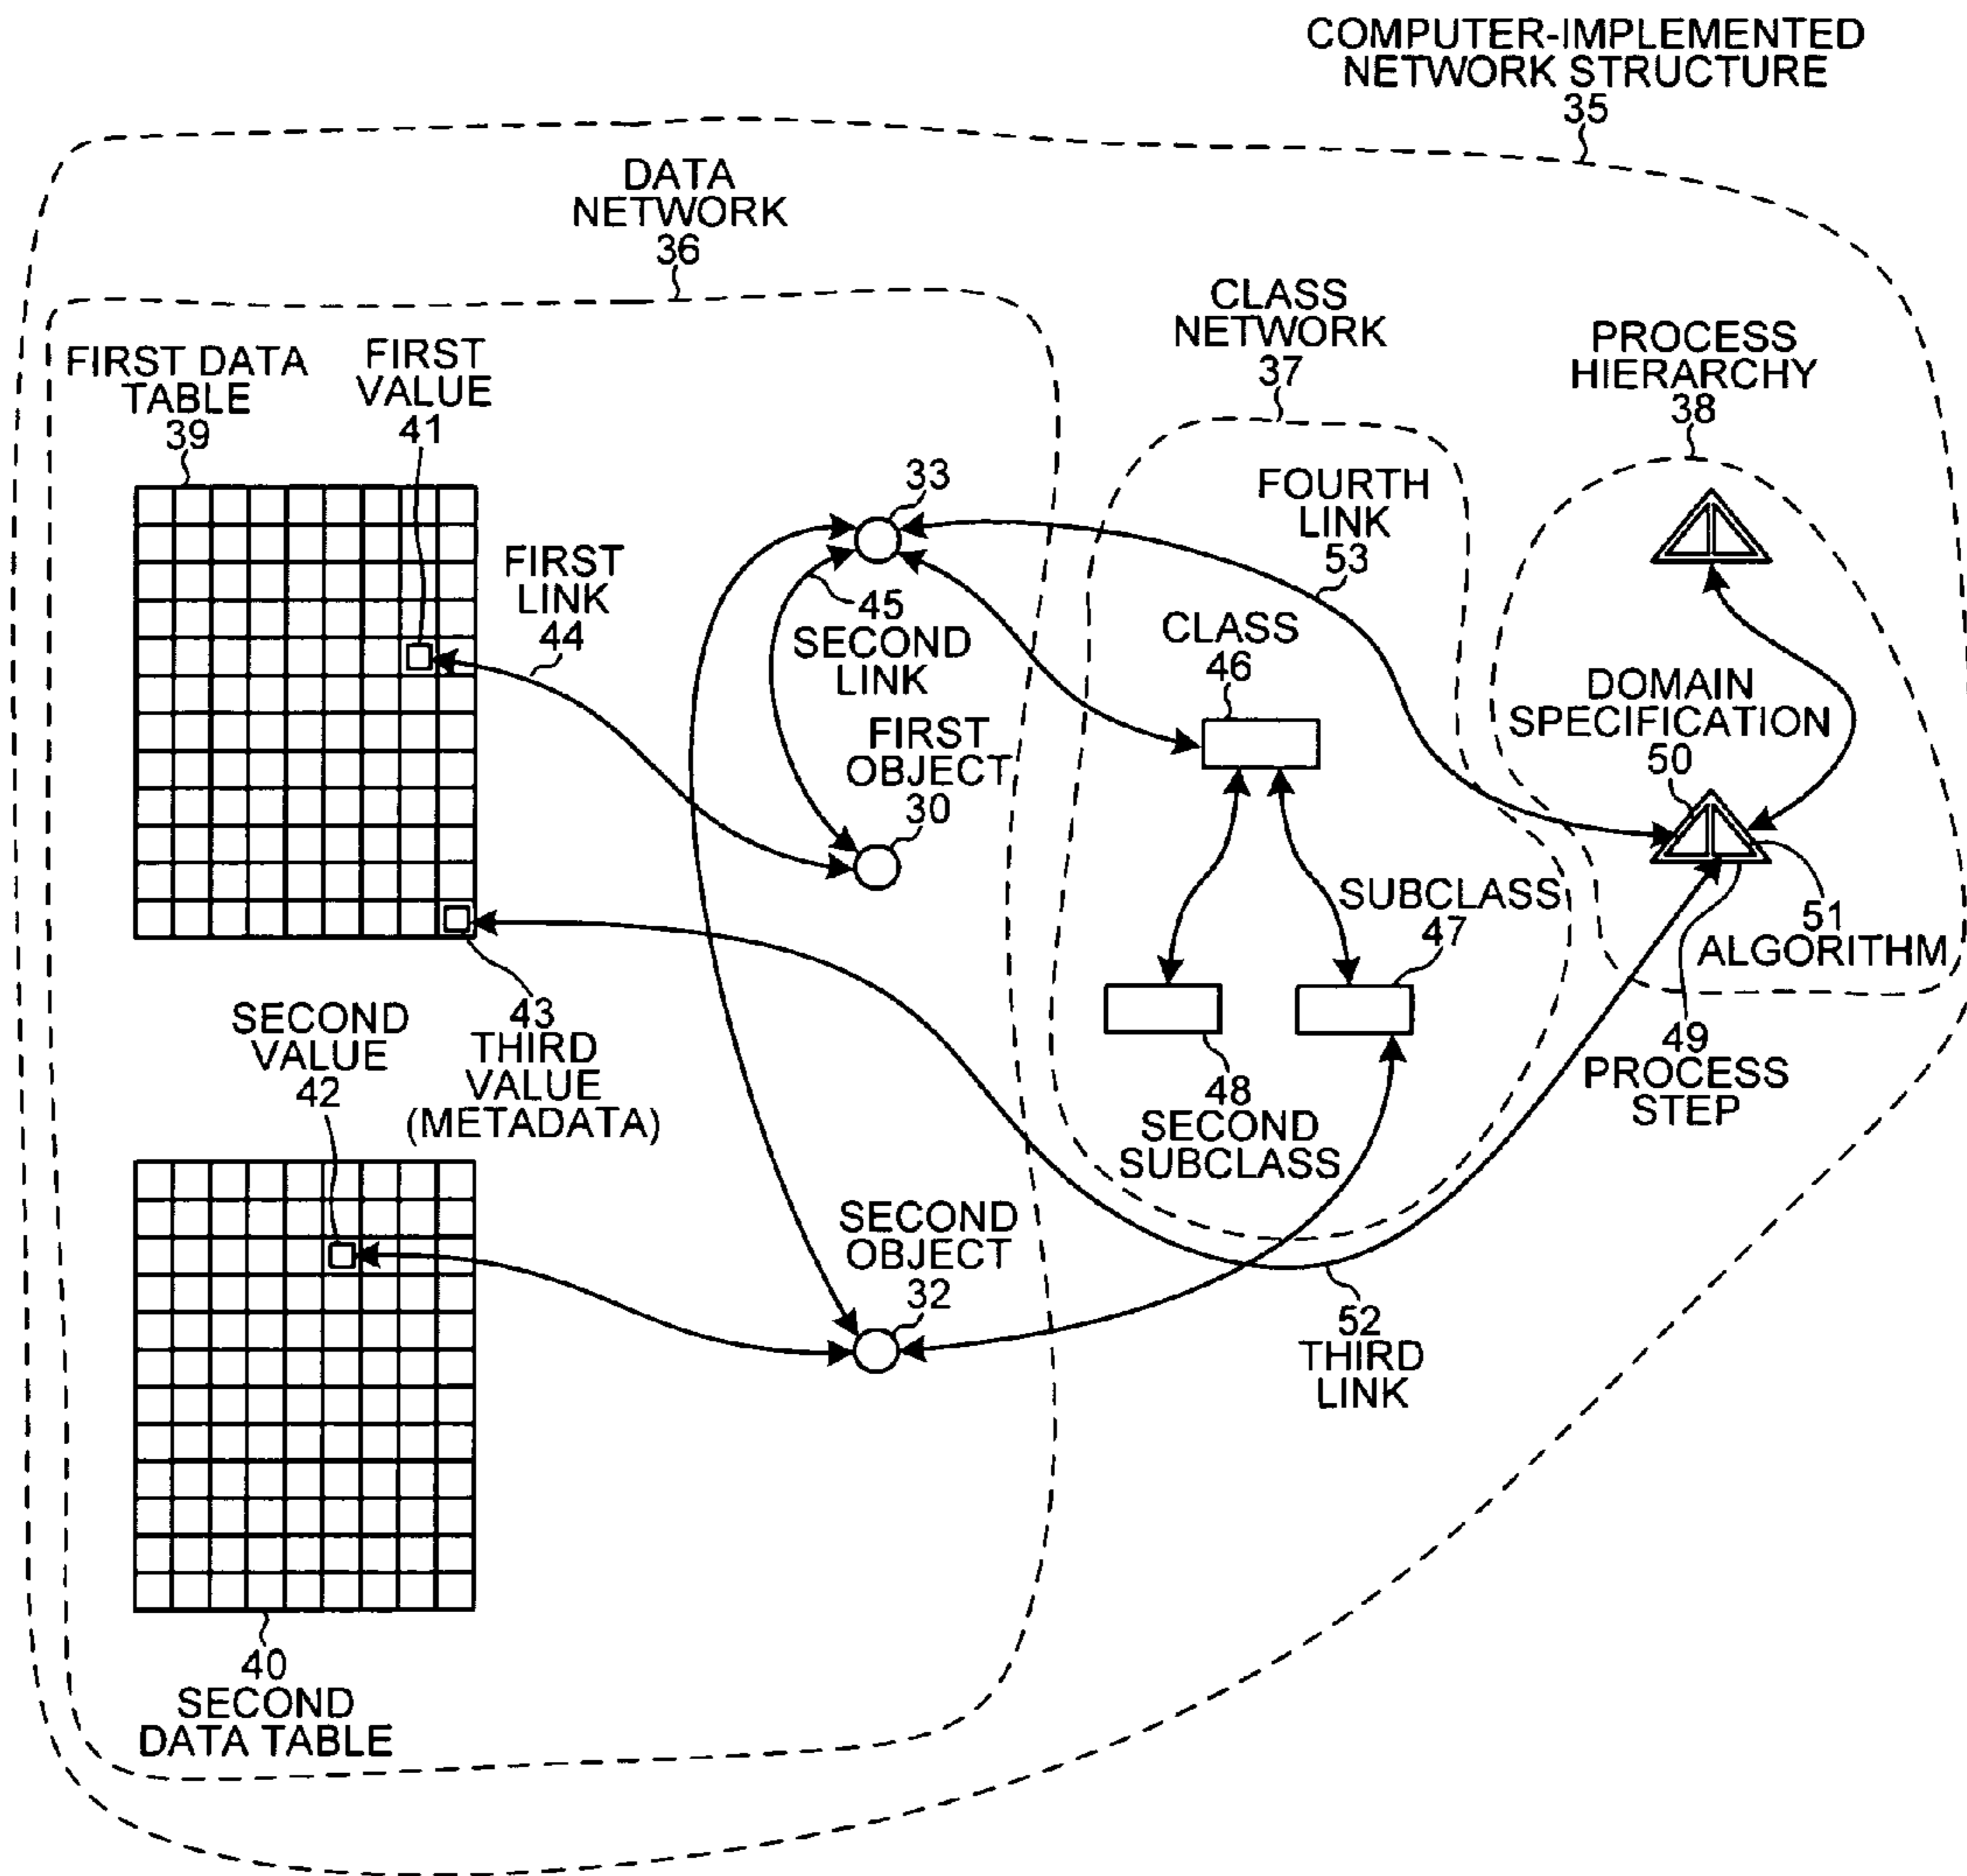 COMPUTER-IMPLEMENTED
NETWORK STRUCTURE
35
DATA
NETWORK
36
CLASS
NETWORK
37
PROCESS
HIERARCHY
38
FIRST DATA
TABLE
39
FIRST
VALUE
41
33
FOURTH
LINK
53
FIRST
LINK
44
45
SECOND
LINK
CLASS
46
DOMAIN
SPECIFICATION
50
FIRST
OBJECT
30
SUBCLASS
47
51
ALGORITHM
SECOND
VALUE
42
43
THIRD
VALUE
(METADATA)
48
SECOND
SUBCLASS
49
PROCESS
STEP
SECOND
OBJECT
32
52
THIRD
LINK
40
SECOND
DATA TABLE